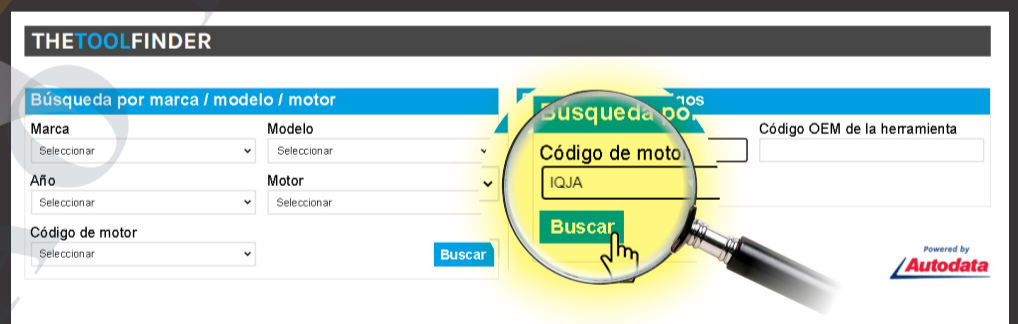 THETOOLFINDER
Búsqueda por marca / modelo / motor
Marca
Seleccionar
Modelo
Seleccionar
Año
Seleccionar
Motor
Seleccionar
Código de motor
Seleccionar
Buscar
Búsqueda
Código de motor
IQJA
Buscar
Código OEM de la herramienta
Powered by
Autodata